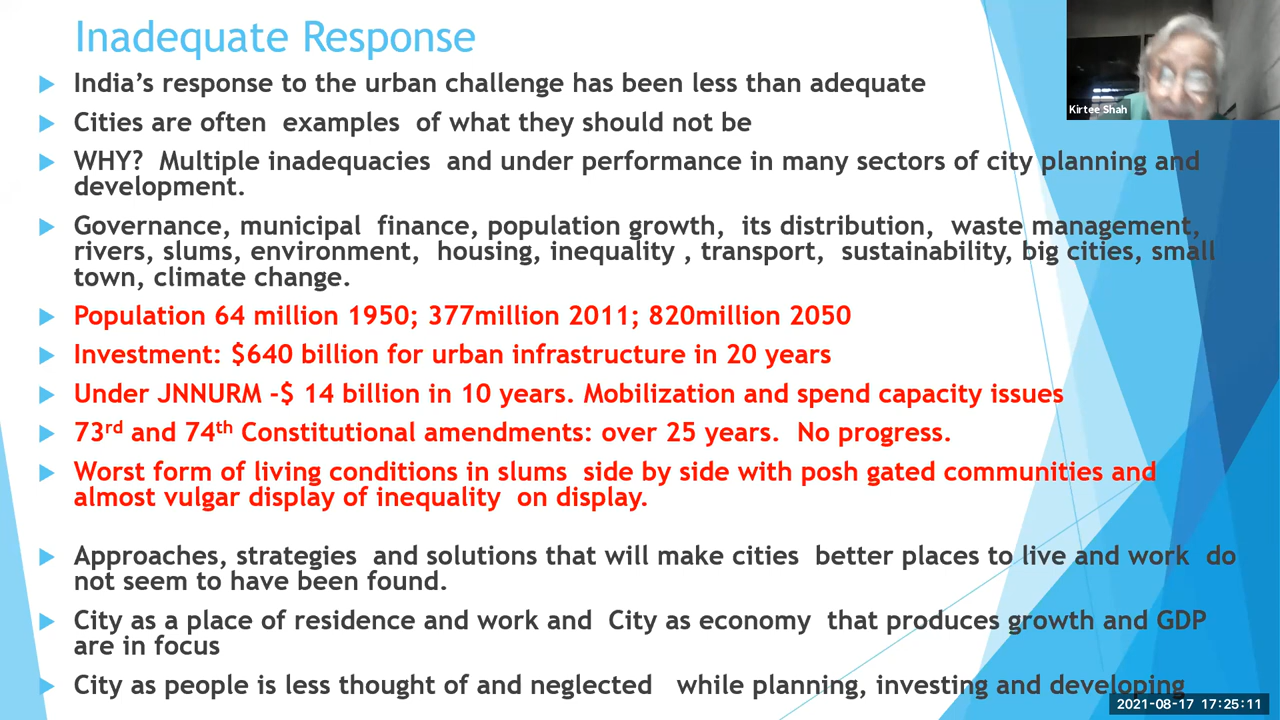 Inadequate Response
India's response to the urban challenge has been less than adequate
Cities are often examples of what they should not be
WHY? Multiple inadequacies and under performance in many sectors of city planning and
development.
Governance, municipal finance, population growth, its distribution, waste management,
rivers, slums, environment, housing, inequality , transport, sustainability, big cities, small
town, climate change.
Population 64 million 1950; 377million 2011; 820million 2050
Investment: $640 billion for urban infrastructure in 20 years
Under JNNURM -$ 14 billion in 10 years. Mobilization and spend capacity issues
73rd and 74th Constitutional amendments: over 25 years. No progress.
Worst form of living conditions in slums side by side with posh gated communities and
almost vulgar display of inequality on display.
Approaches, strategies and solutions that will make cities better places to live and work do
not seem to have been found.
City as a place of residence and work and City as economy that produces growth and GDP
are in focus
City as people is less thought of and neglected while planning, investing and developing
Kirtee Shah
2021-08-17 17:25:11